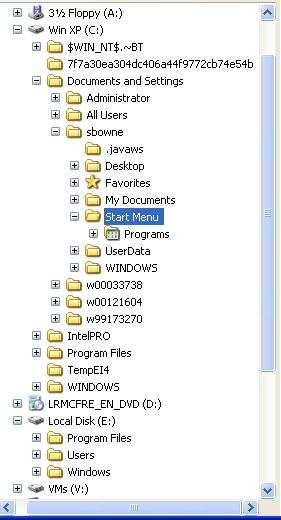 3½ Floppy (A:)
Win XP (C:)
$WIN_NT$.~BT
7f7a30ea304dc406a44f9772cb74e54b
Documents and Settings
Administrator
All Users
sbowne
.javaws
Desktop
Favorites
My Documents
Start Menu
Programs
UserData
WINDOWS
w00033738
w00121604
w99173270
IntelPRO
Program Files
TempEI4
WINDOWS
LRMCFRE_EN_DVD (D:)
Local Disk (E:)
Program Files
Users
Windows
VMs (V:)